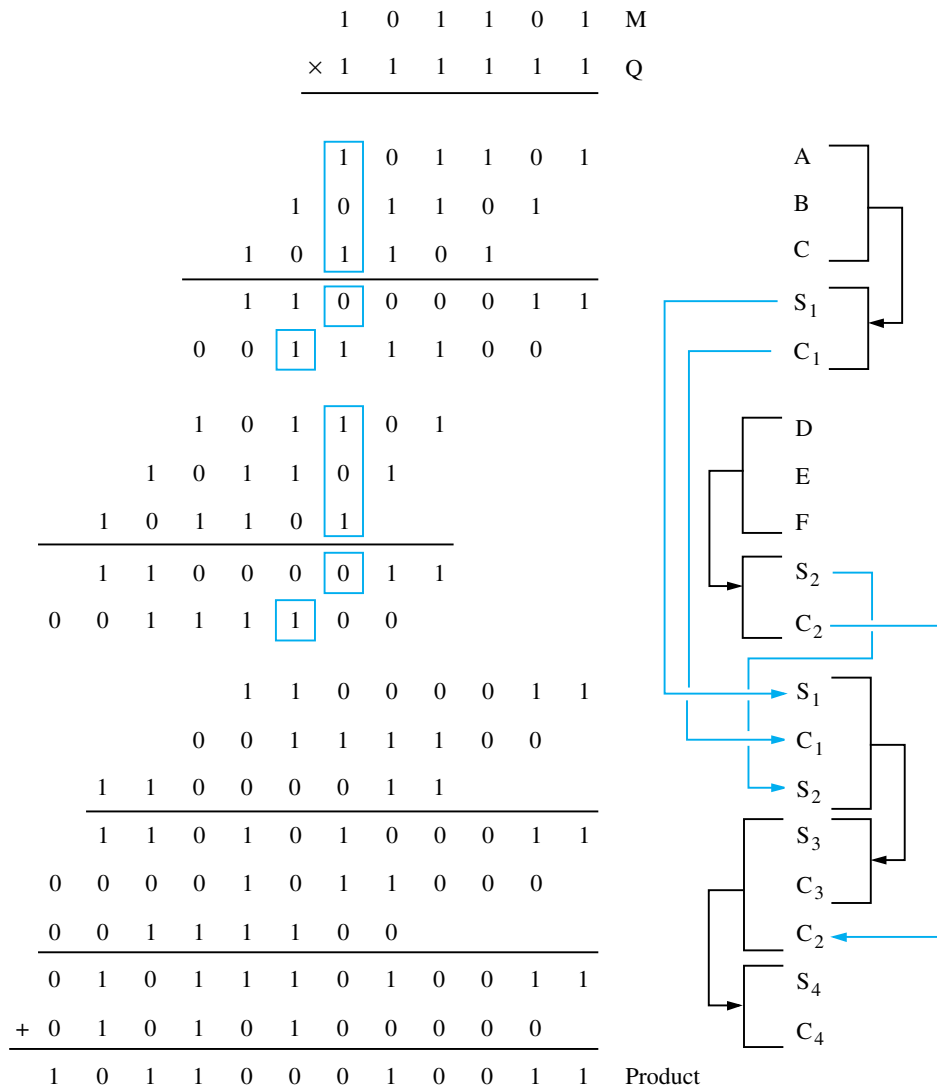 1 0 1 1 0 1 M
× 1 1 1 1 1 1 Q
1 0 1 1 0 1 A
1 0 1 1 0 1 B
1 0 1 1 0 1 C
1 1 0 0 0 0 1 1 S1
0 0 1 1 1 1 0 0 C1
1 0 1 1 0 1 D
1 0 1 1 0 1 E
1 0 1 1 0 1 F
1 1 0 0 0 0 1 1 S2
0 0 1 1 1 1 0 0 C2
1 1 0 0 0 0 1 1 S1
0 0 1 1 1 1 0 0 C1
1 1 0 0 0 0 1 1 S2
1 1 0 1 0 1 0 0 0 1 1 S3
0 0 0 0 1 0 1 1 0 0 0 C3
0 0 1 1 1 1 0 0 C2
0 1 0 1 1 1 0 1 0 0 1 1 S4
+ 0 1 0 1 0 1 0 0 0 0 0 C4
1 0 1 1 0 0 0 1 0 0 1 1 Product